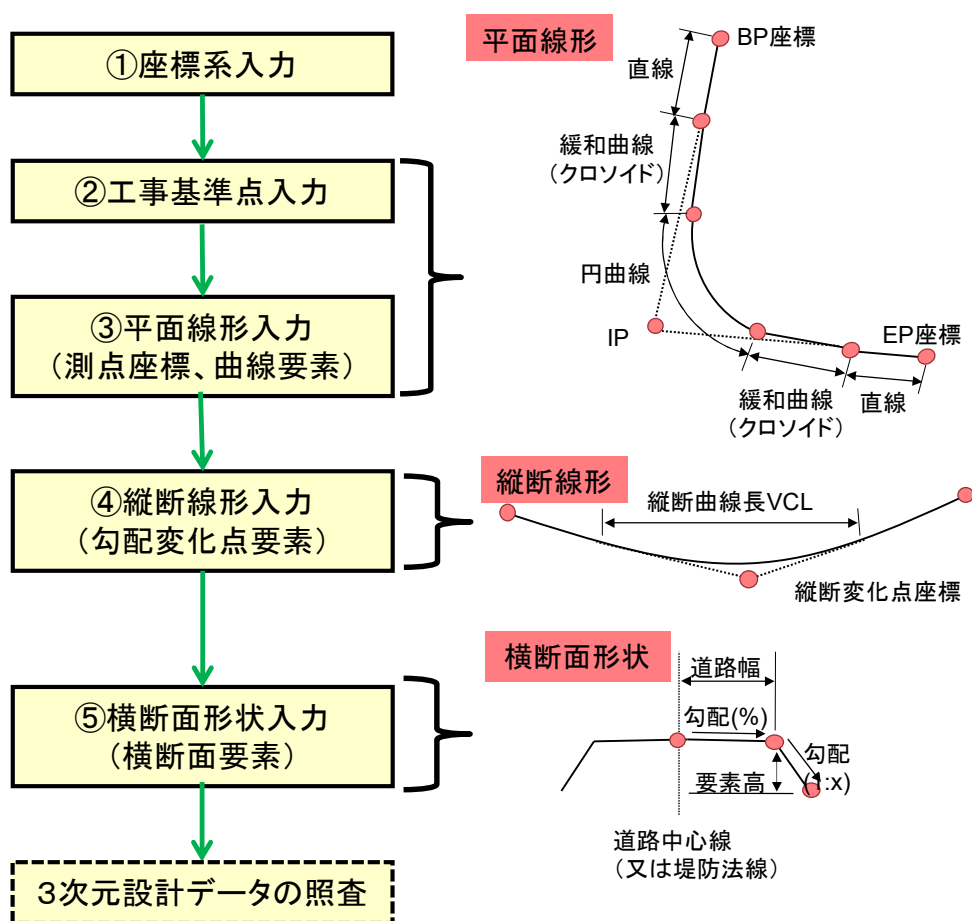 ①座標系入力
②工事基準点入力
③平面線形入力
（測点座標、曲線要素）
④縦断線形入力
（勾配変化点要素）
⑤横断面形状入力
（横断面要素）
３次元設計データの照査
平面線形
BP座標
直線
緩和曲線
（クロソイド）
円曲線
IP
EP座標
緩和曲線
（クロソイド）
直線
縦断線形
縦断曲線長VCL
縦断変化点座標
横断面形状
道路幅
勾配(%)
勾配
:x)
要素高
道路中心線
（又は堤防法線）